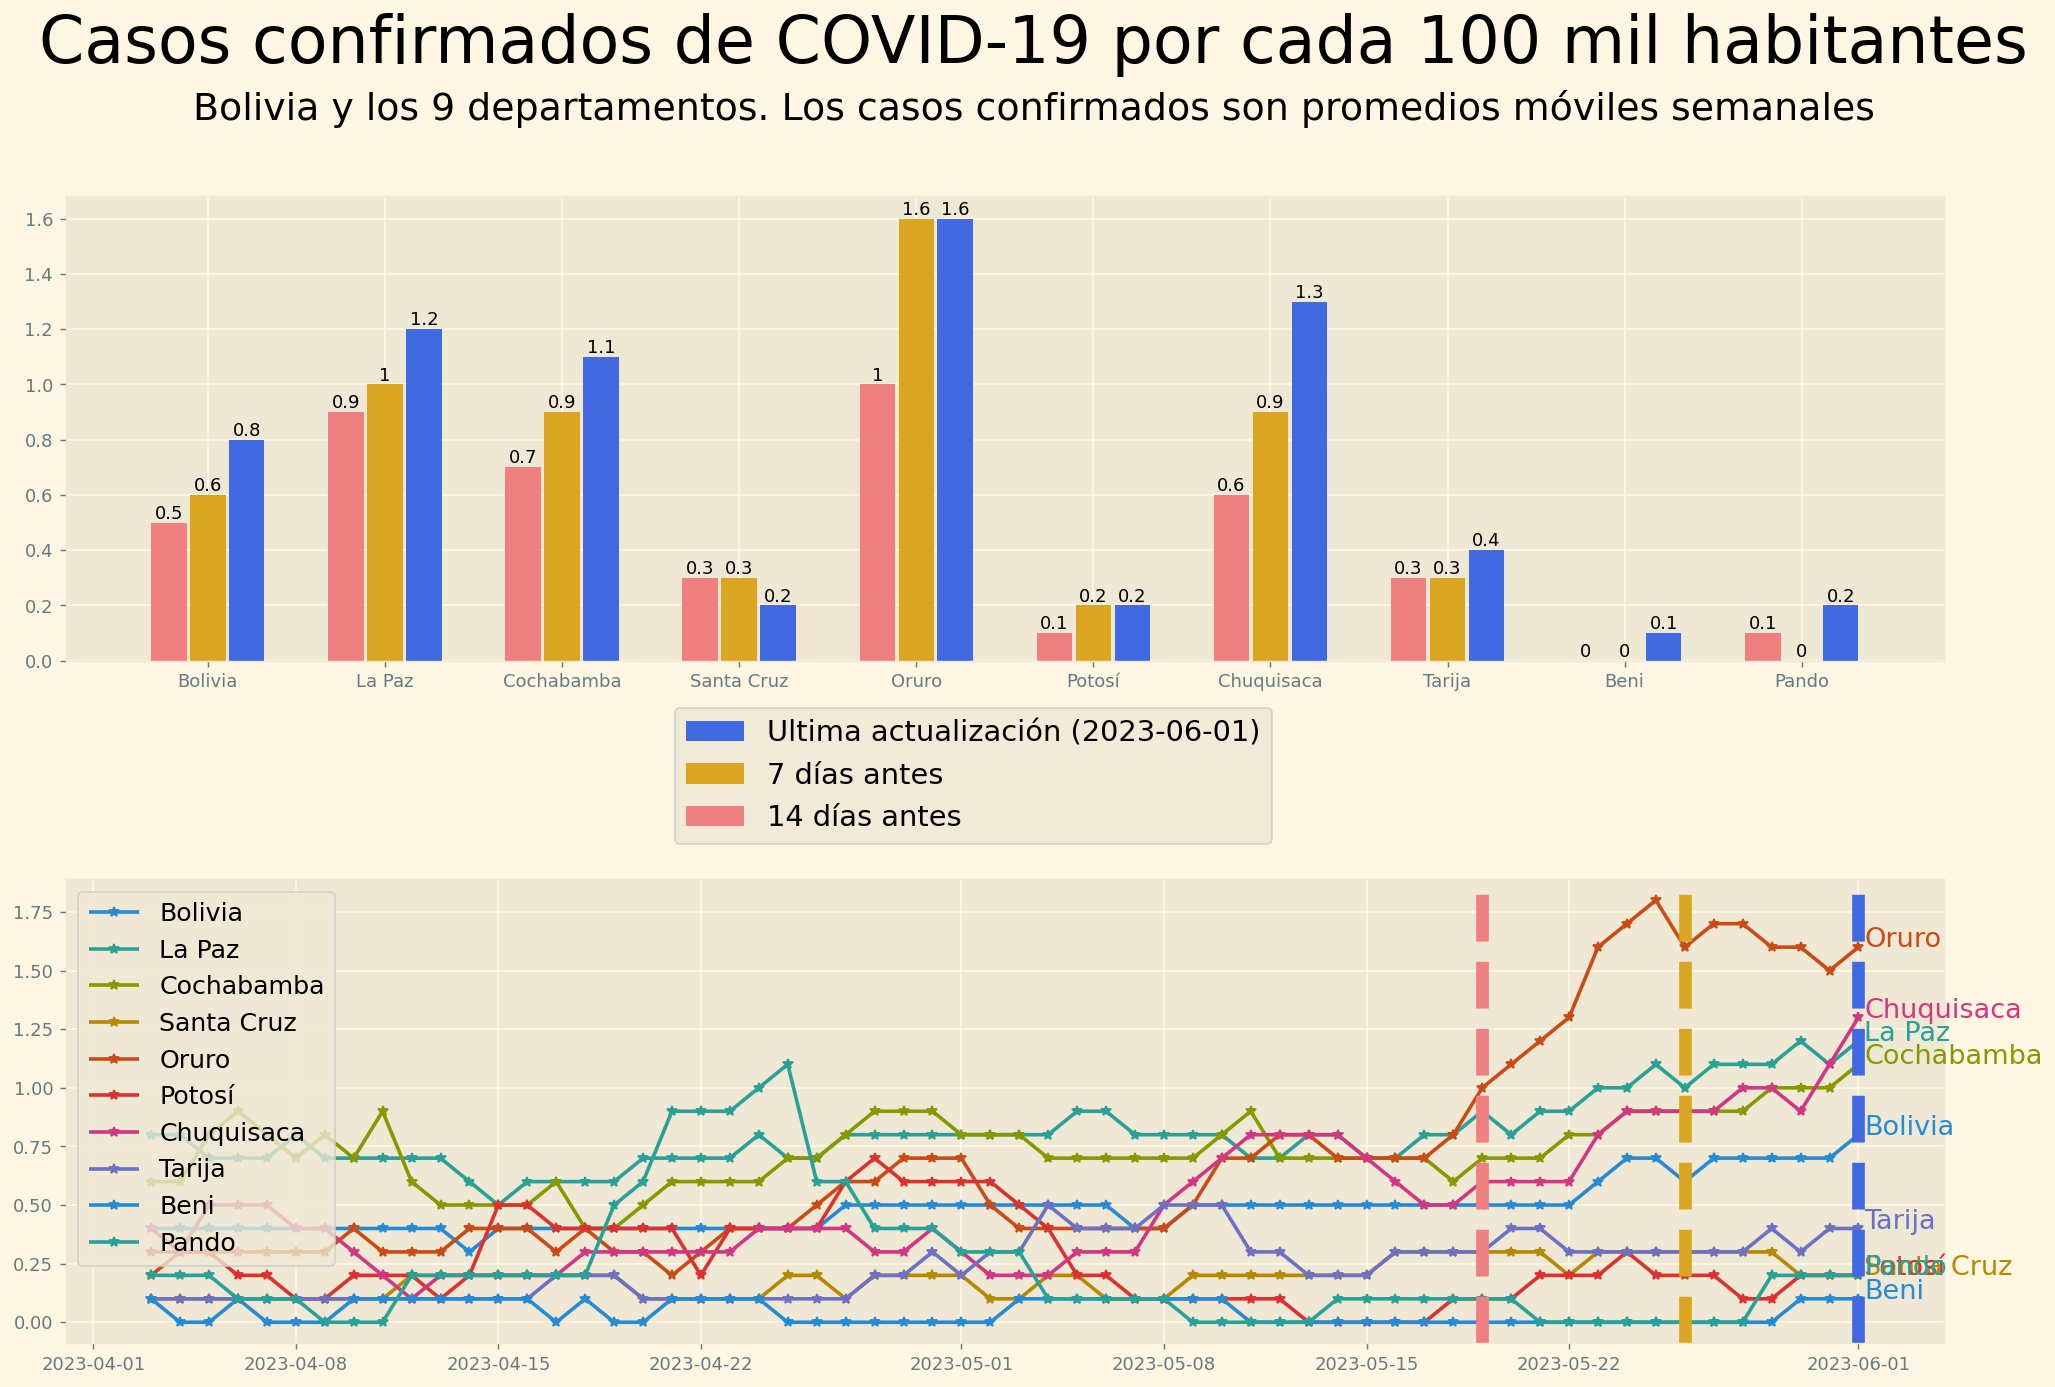 Casos confirmados de COVID-19 por cada 100 mil habitantes
Bolivia y los 9 departamentos. Los casos confirmados son promedios móviles semanales
1.6
1.4
1.2
1.0
0.8
0.6
0.4
0.2
0.0
0.5 0.6 0.8
0.9 1 1.2
0.7 0.9 1.1
0.3 0.3 0.2
1 1.6 1.6
0.1 0.2 0.2
0.6 0.9 1.3
0.3 0.3 0.4
0 0 0.1
0.1 0 0.2
Bolivia La Paz Cochabamba Santa Cruz Oruro Potosí Chuquisaca Tarija Beni Pando
Ultima actualización (2023-06-01)
7 días antes
14 días antes
1.75
1.50
1.25
1.00
0.75
0.50
0.25
0.00
Bolivia
La Paz
Cochabamba
Santa Cruz
Oruro
Potosí
Chuquisaca
Tarija
Beni
Pando
Oruro
Chuquisaca
La Paz
Cochabamba
Bolivia
Tarija
Cruz
Beni
2023-04-01 2023-04-08 2023-04-15 2023-04-22 2023-05-01 2023-05-08 2023-05-15 2023-05-22 2023-06-01